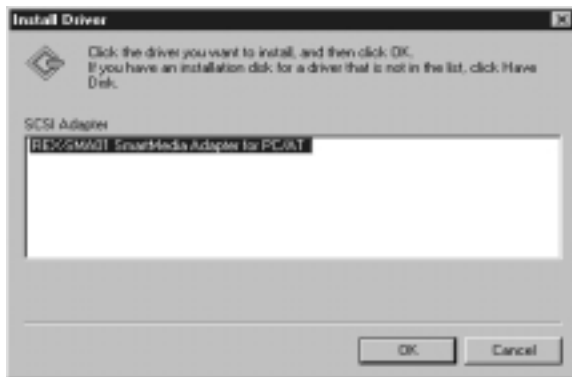 Install Driver
Click the driver you want to install, and then click OK.
If you have an installation disk for a driver that is not in the list, click Have
Disk.
SCSI Adapter
REX-SMA01 SmartMedia Adapter for PC/AT
OK
Cancel